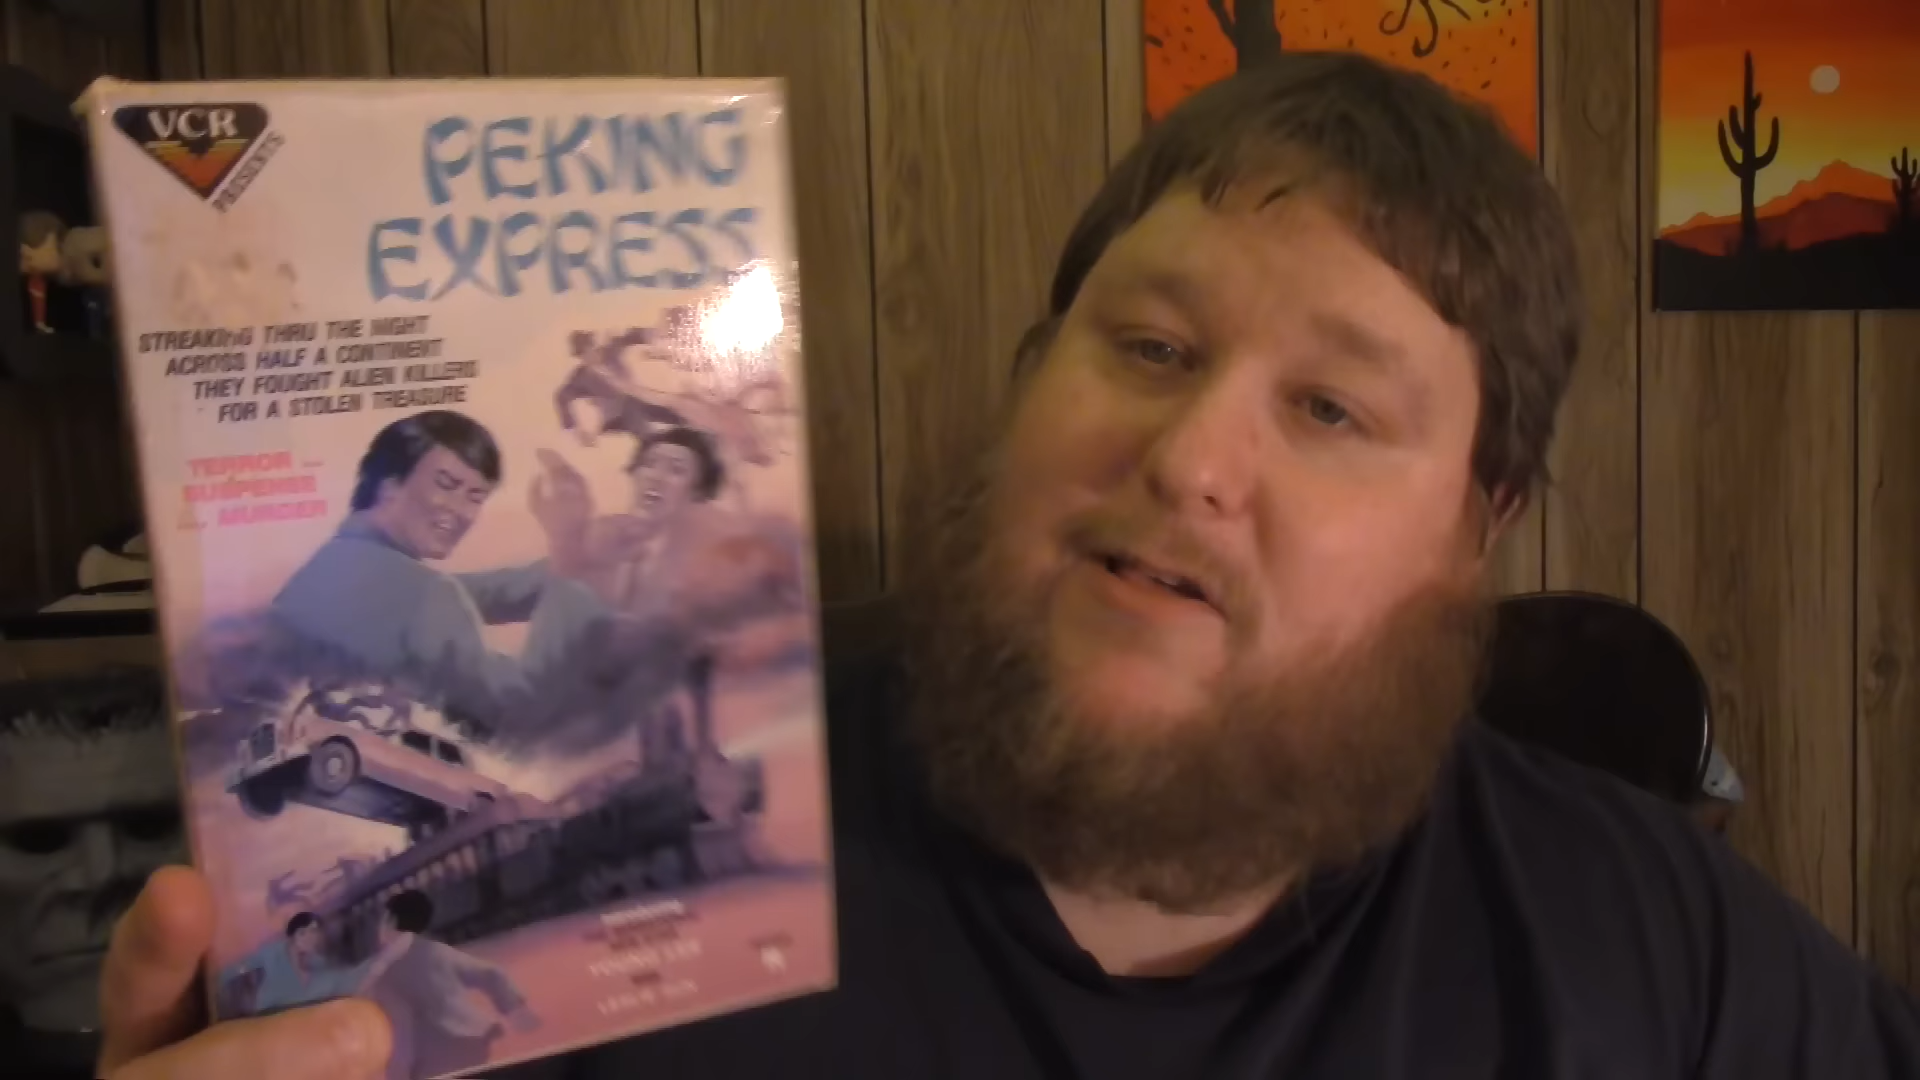 VCR
PRESENTS
PEKING
EXPRESS
STREAKING THRU THE NIGHT
ACROSS HALF A CONTINENT
THEY FOUGHT ALIEN KILLERS
FOR A STOLEN TREASURE
TERROR ...
SUSPENSE
... MURDER